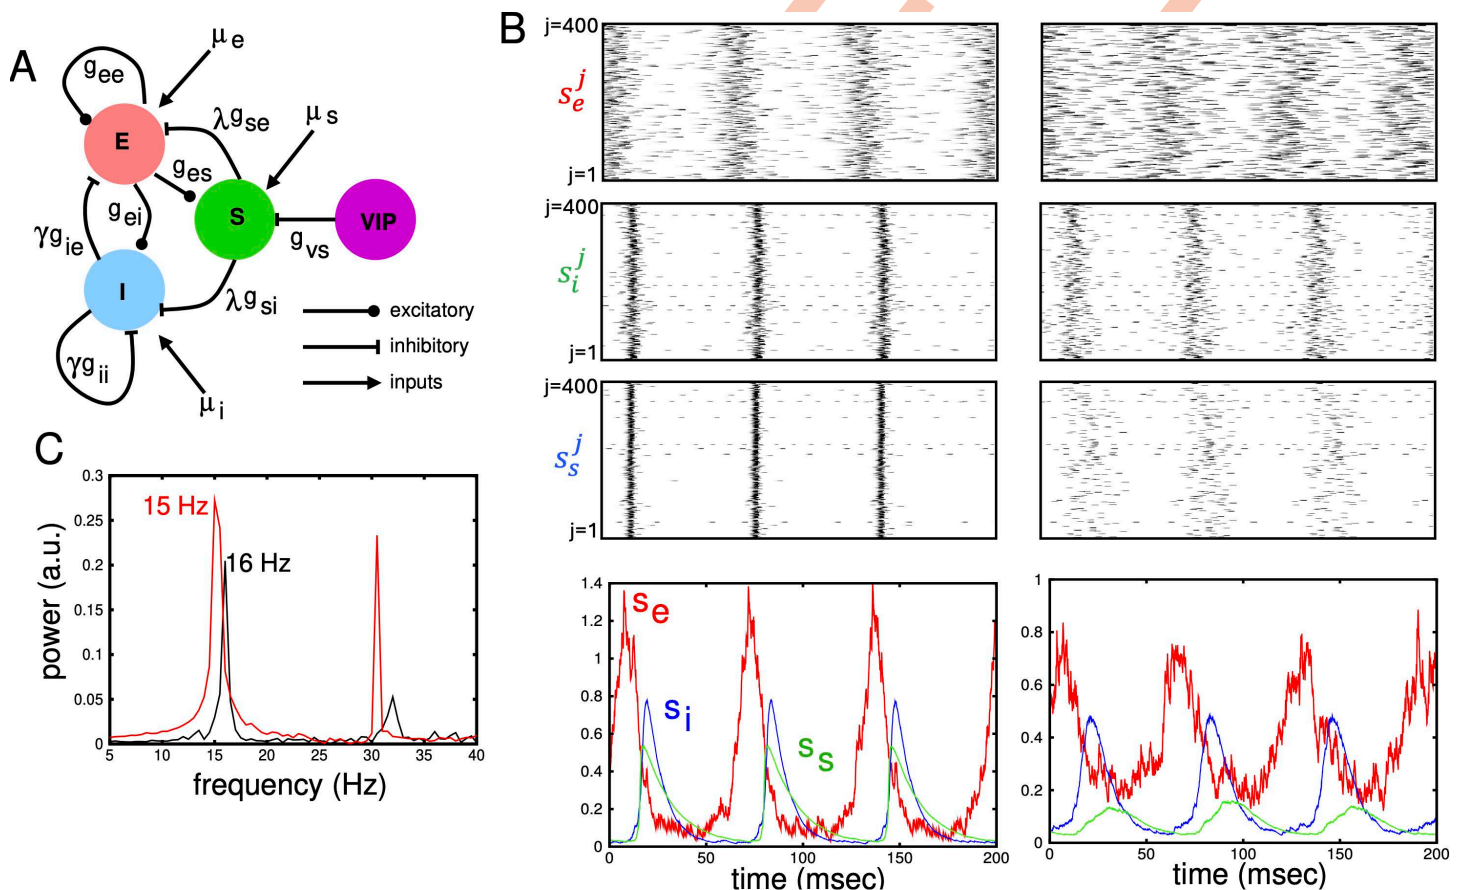 A
μe
gee
E
λgse
μs
ges
gei
S
VIP
gvs
γgie
I
λgsi
γgii
μi
excitatory
inhibitory
inputs
B
j=400
s_e^j
j=1
j=400
s_i^j
j=1
j=400
s_s^j
j=1
1.4
1.2
1
0.8
0.6
0.4
0.2
0
se
si
ss
0 50 100 150 200
time (msec)
1
0.8
0.6
0.4
0.2
0
0 50 100 150 200
time (msec)
C
0.3
0.25
0.2
0.15
0.1
0.05
0
power (a.u.)
15 Hz
16 Hz
5 10 15 20 25 30 35 40
frequency (Hz)